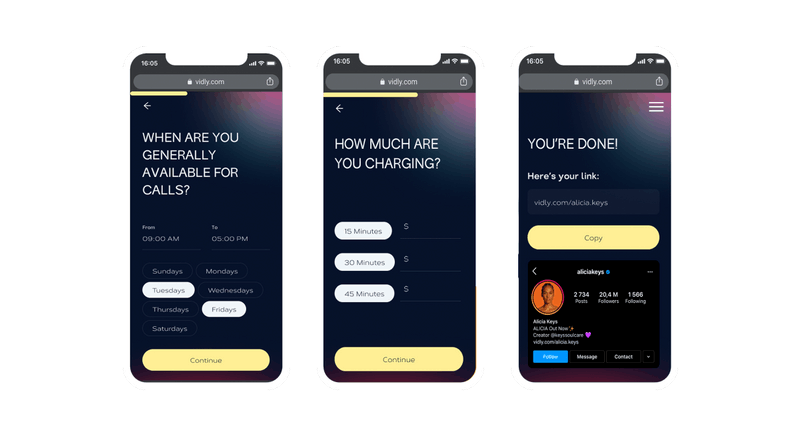 16:05
vidly.com
WHEN ARE YOU
GENERALLY
AVAILABLE FOR
CALLS?
From
To
09:00 AM
05:00 PM
Sundays
Mondays
Tuesdays
Wednesdays
Thursdays
Fridays
Saturdays
Continue
16:05
vidly.com
HOW MUCH ARE
YOU CHARGING?
15 Minutes
$
30 Minutes
$
45 Minutes
$
Continue
16:05
vidly.com
YOU'RE DONE!
Here's your link:
vidly.com/alicia.keys
Copy
aliciakeys
2 734
20,4 M
1 566
Posts
Followers
Following
Alicia Keys
ALICIA Out Now✨
Creator @keyssoulcare 💜
vidly.com/alicia.keys
Follow
Message
Contact